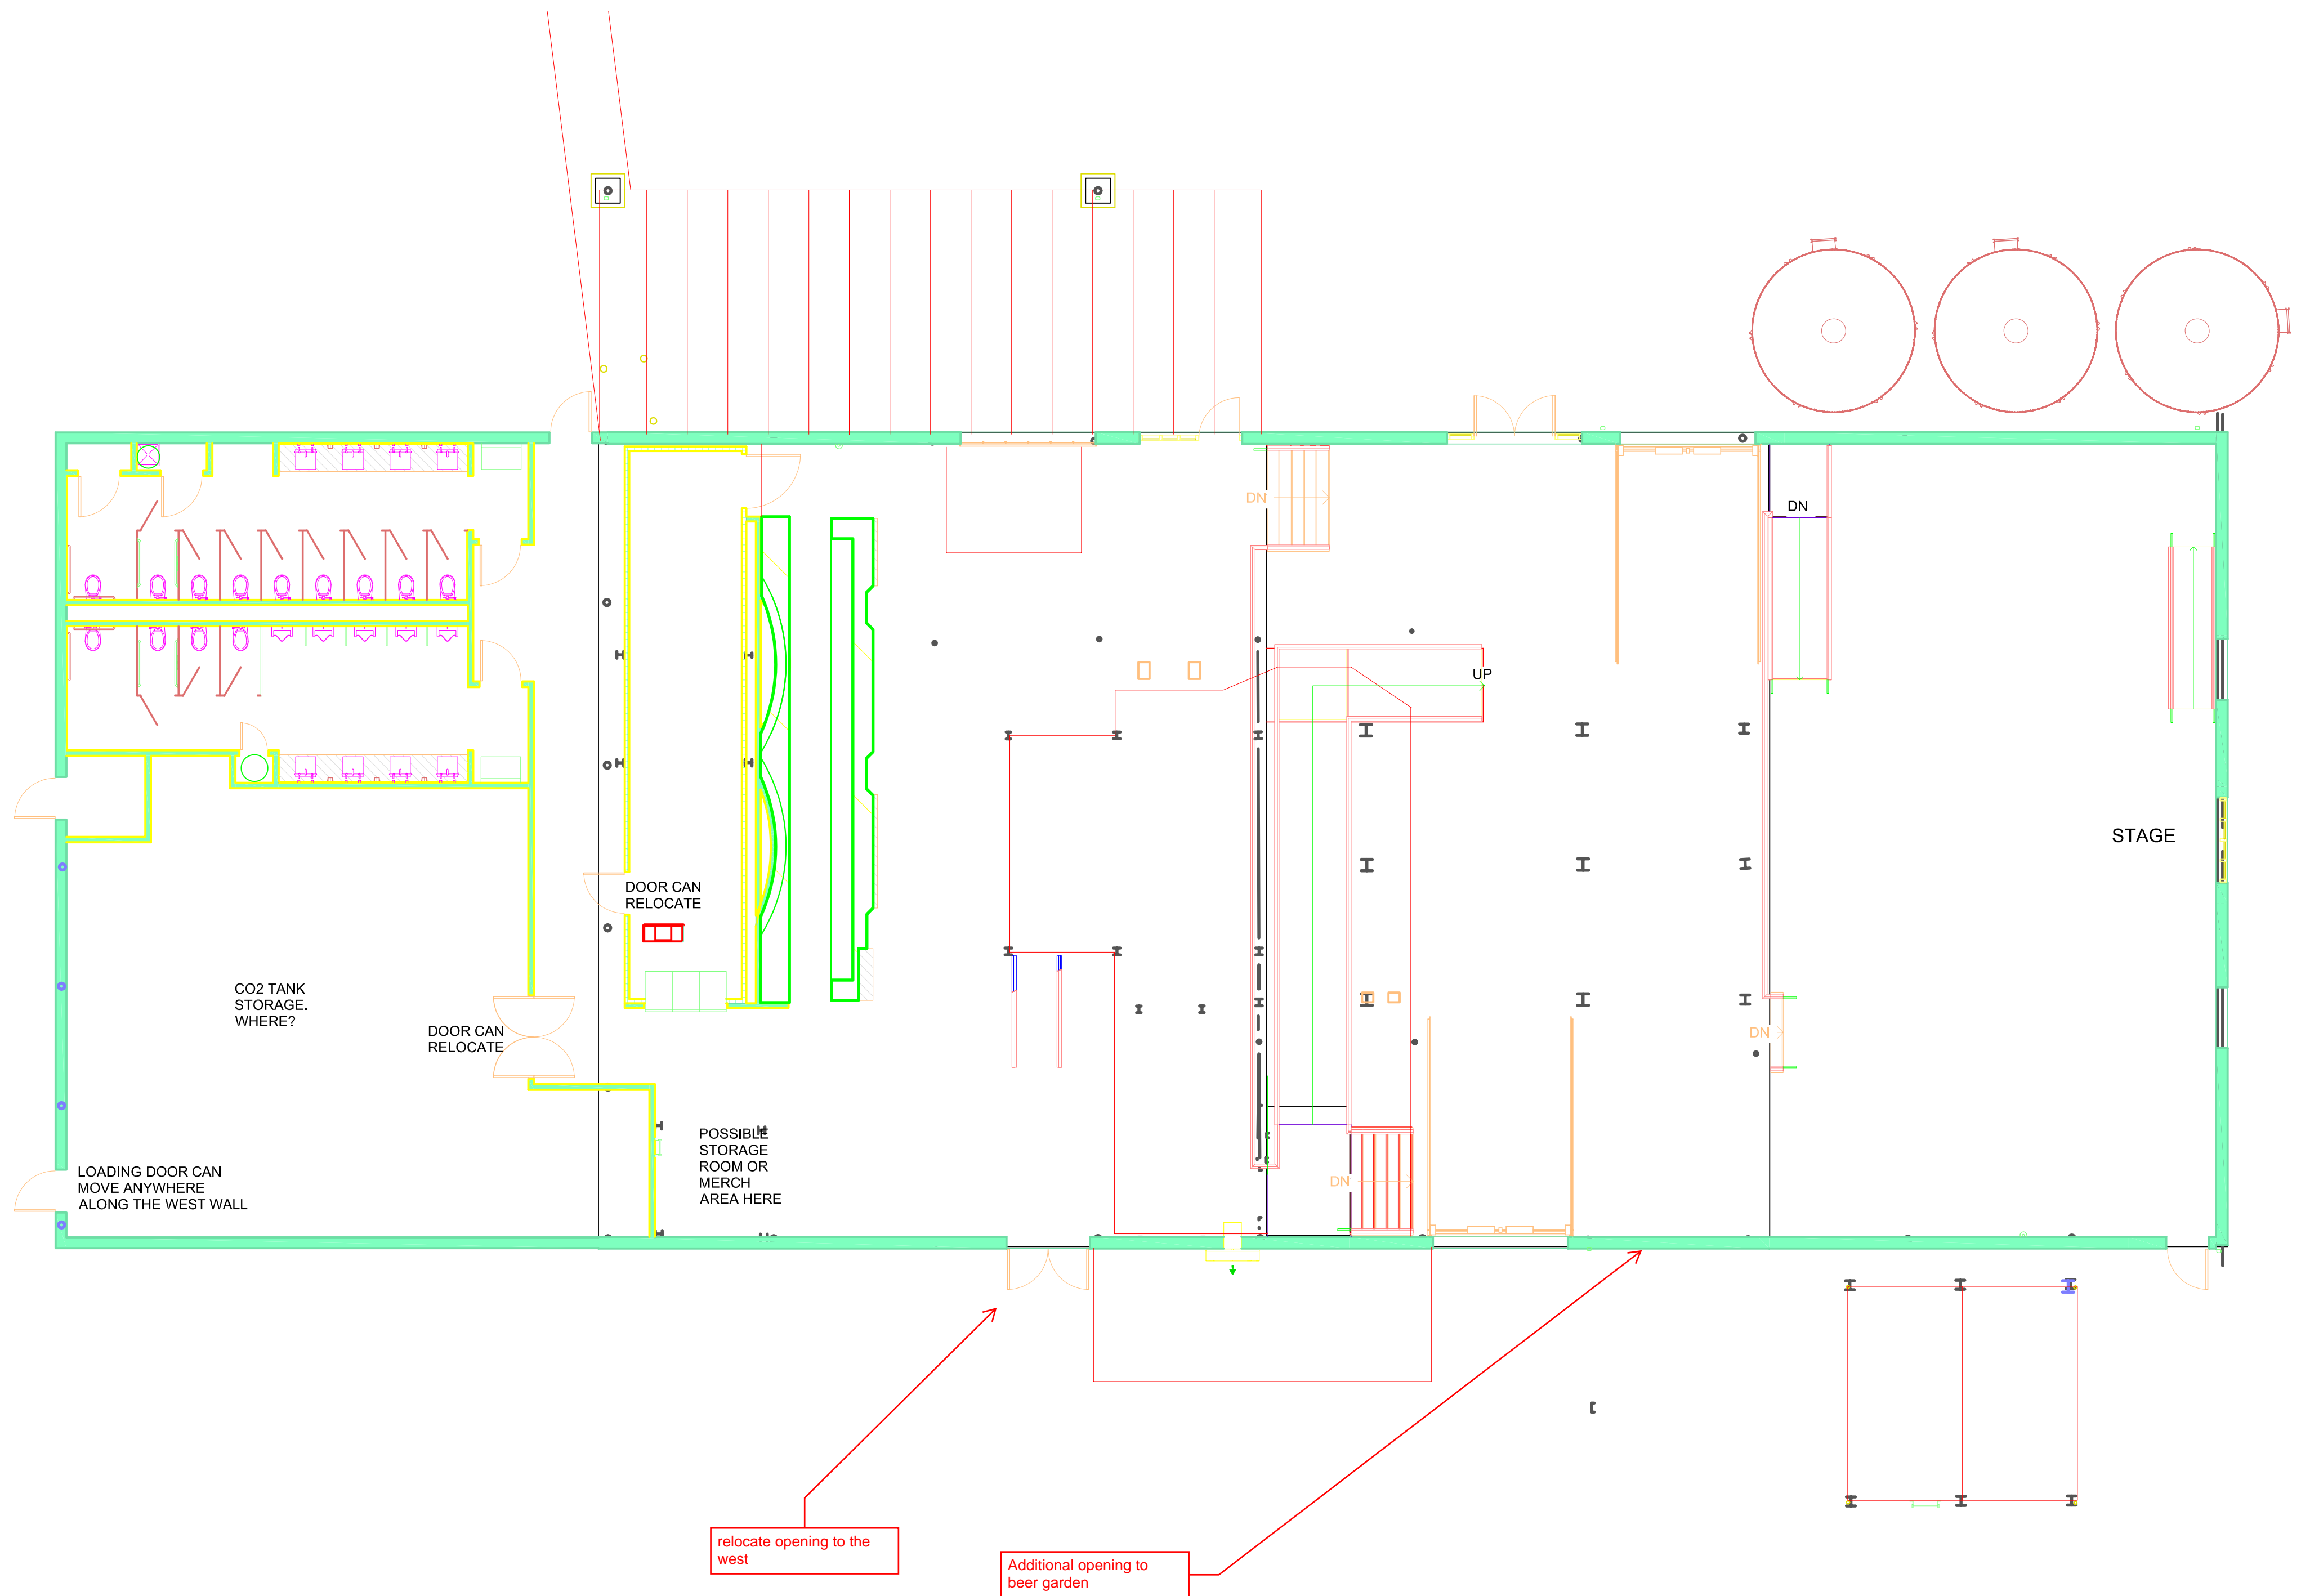 DN
DN
UP
STAGE
DOOR CAN
RELOCATE
CO2 TANK
STORAGE.
WHERE?
DOOR CAN
RELOCATE
DN
POSSIBLE
STORAGE
ROOM OR
MERCH
AREA HERE
LOADING DOOR CAN
MOVE ANYWHERE
ALONG THE WEST WALL
DN
relocate opening to the
west
Additional opening to
beer garden